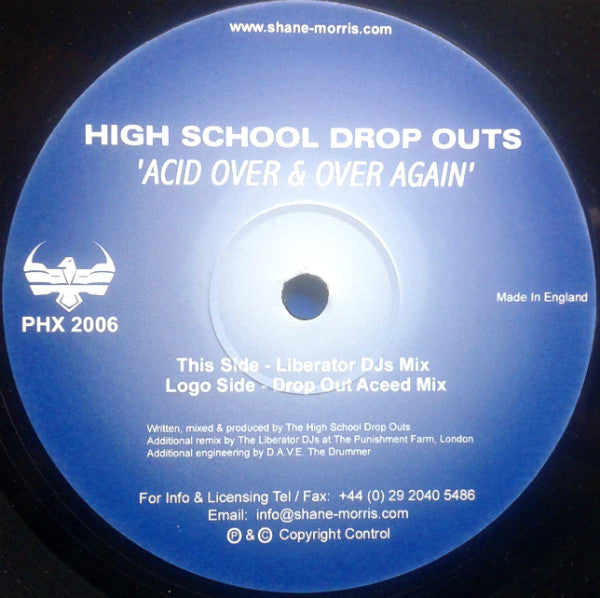 www.shane-morris.com
HIGH SCHOOL DROP OUTS
'ACID OVER & OVER AGAIN'
PHX 2006
Made In England
This Side - Liberator DJs Mix
Logo Side - Drop Out Aceed Mix
Written, mixed & produced by The High School Drop Outs
Additional remix by The Liberator DJs at The Punishment Farm, London
Additional engineering by D.A.V.E. The Drummer
For Info & Licensing Tel / Fax: +44 (0) 29 2040 5486
Email: info@shane-morris.com
Ⓟ & © Copyright Control